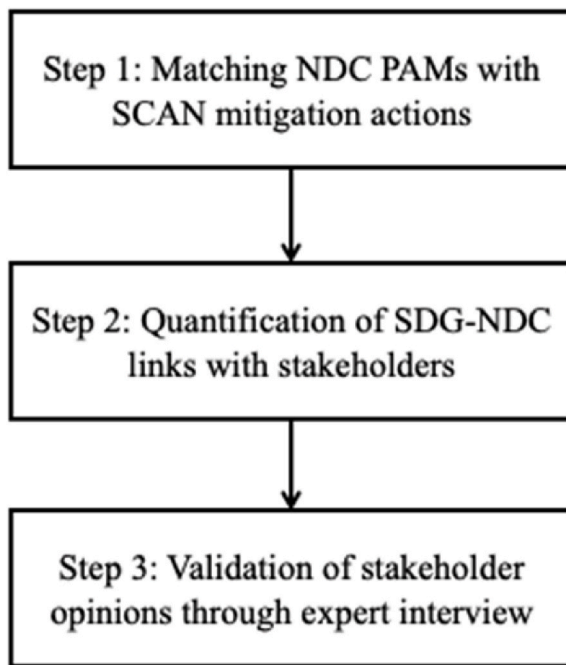 Step 1: Matching NDC PAMs with
SCAN mitigation actions
Step 2: Quantification of SDG-NDC
links with stakeholders
Step 3: Validation of stakeholder
opinions through expert interview